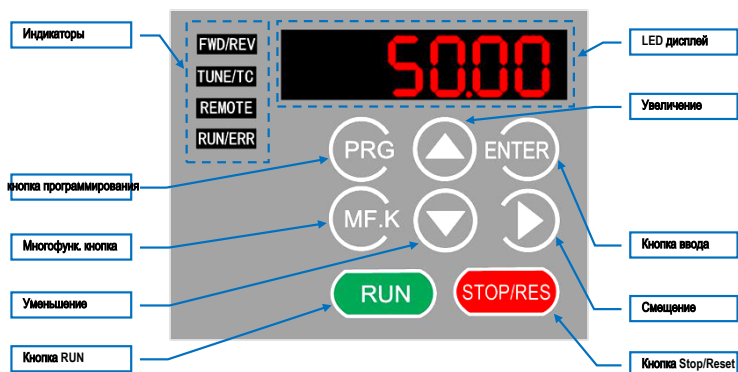 Индикаторы
FWD/REV
TUNE/TC
REMOTE
RUN/ERR
50.00
LED дисплей
Увеличение
PRG
ENTER
кнопка программирования
MF.K
Многофунк. кнопка
Кнопка ввода
Уменьшение
RUN
STOP/RES
Смещение
Кнопка RUN
Кнопка Stop/Reset